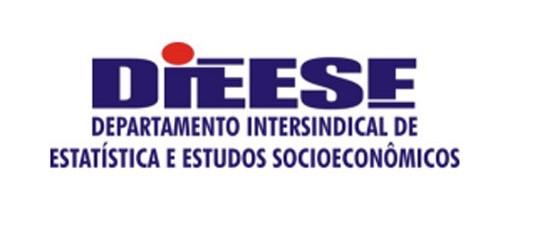 DIEESE
DEPARTAMENTO INTERSINDICAL DE
ESTATÍSTICA E ESTUDOS SOCIOECONÔMICOS